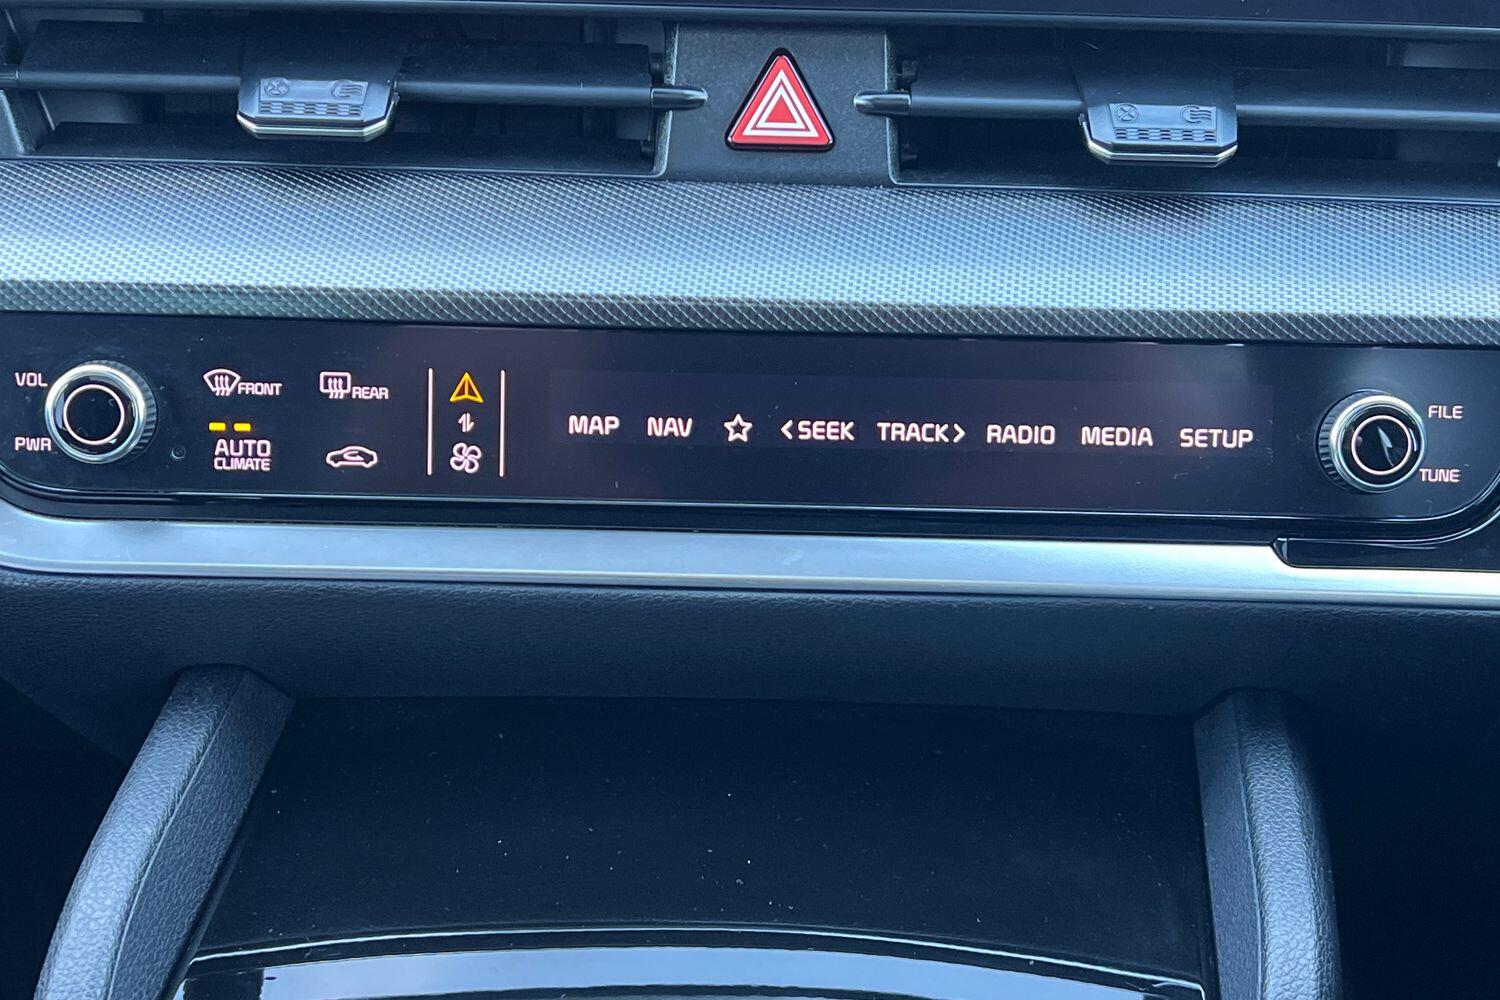 VOL
PWR
FRONT
REAR
AUTO
CLIMATE
MAP NAV <SEEK TRACK> RADIO MEDIA SETUP
FILE
TUNE